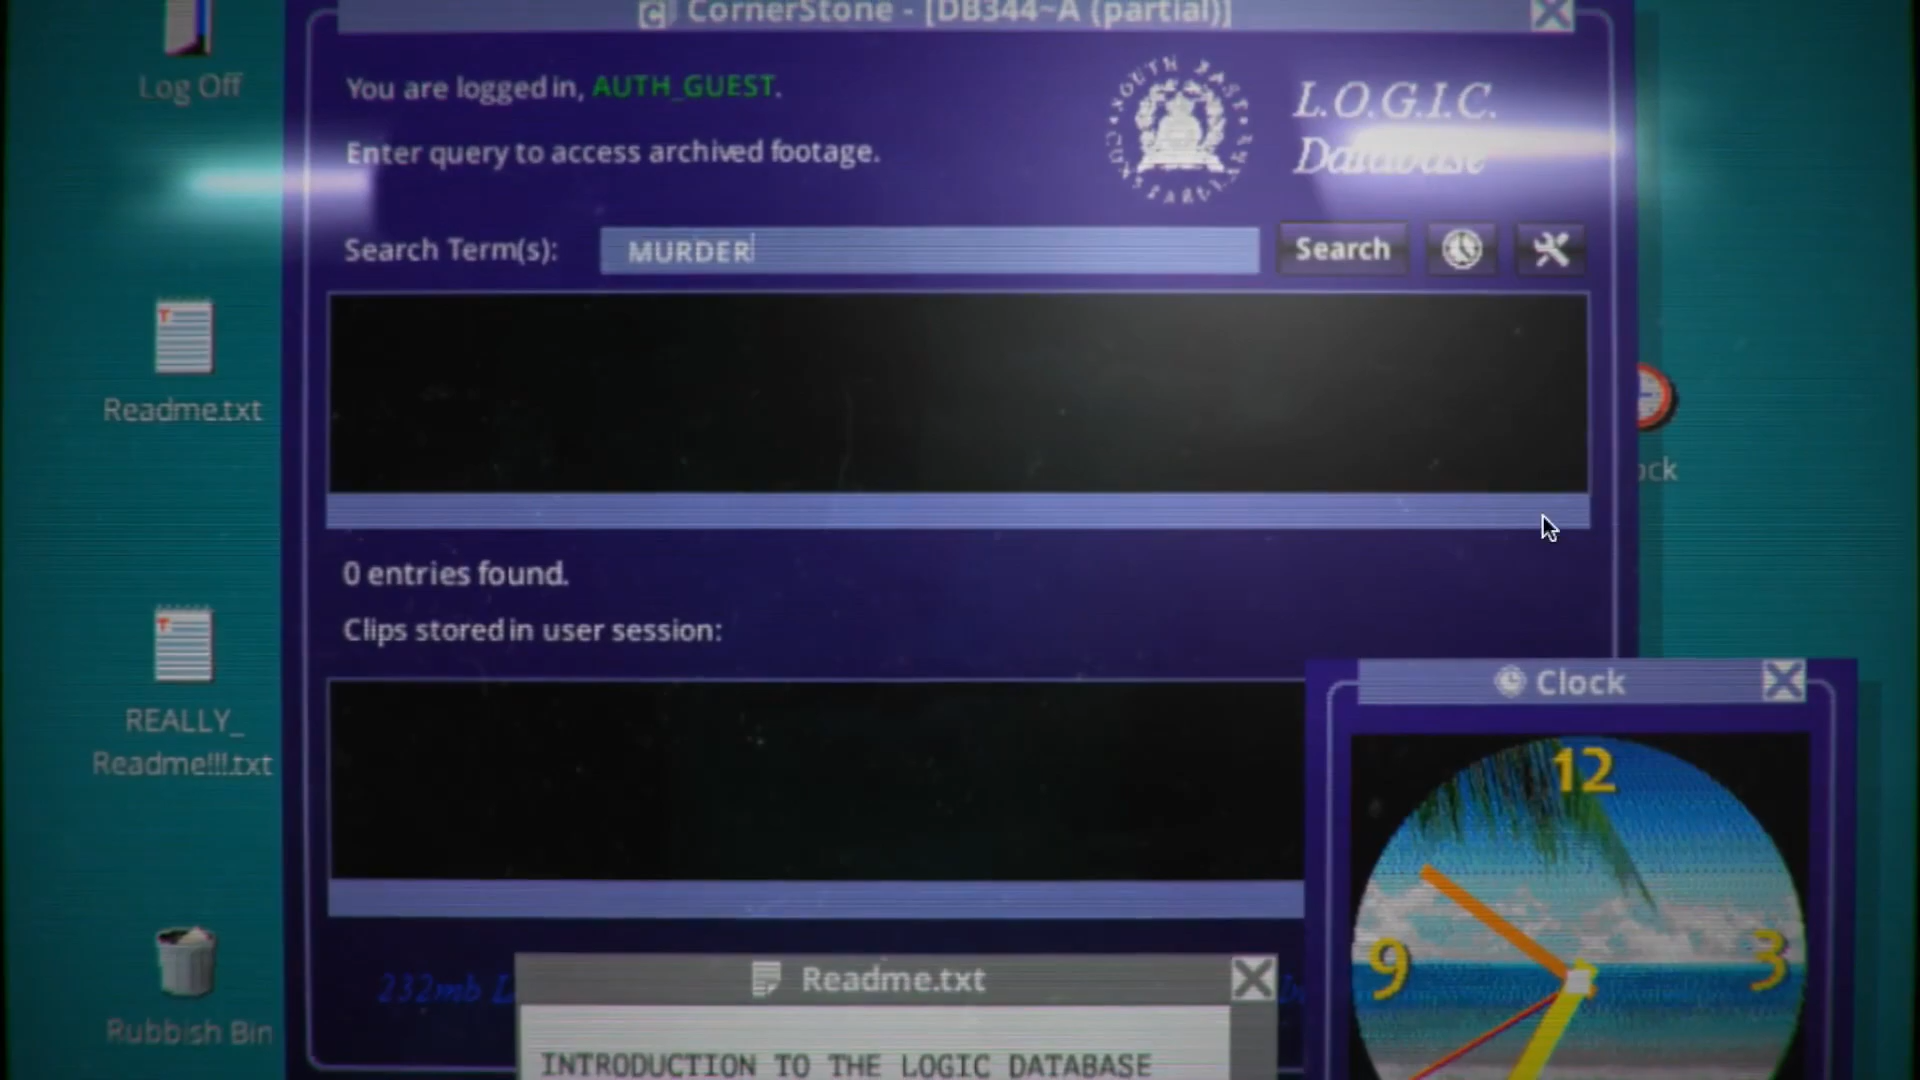 CornerStone - [DB344~A (partial)]
Log Off
You are logged in, AUTH_GUEST.
Enter query to access archived footage.
L.O.G.I.C.
Database
Search Term(s):
MURDER
Search
Readme.txt
0 entries found.
Clips stored in user session:
Clock
REALLY_
Readme!!!.txt
12
9
3
232mb
Readme.txt
Rubbish Bin
INTRODUCTION TO THE LOGIC DATABASE